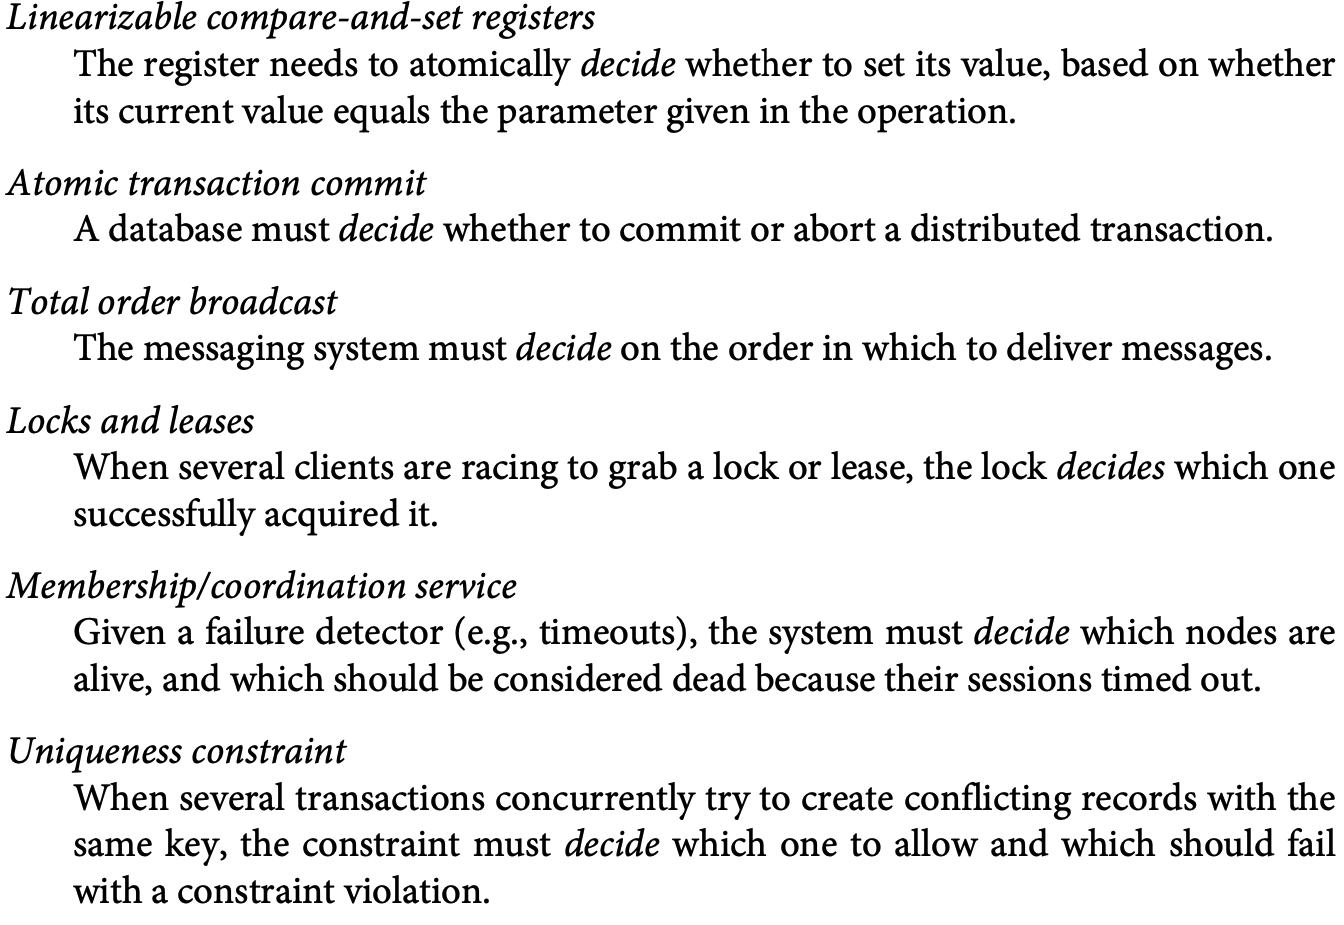 Linearizable compare-and-set registers
The register needs to atomically decide whether to set its value, based on whether
its current value equals the parameter given in the operation.
Atomic transaction commit
A database must decide whether to commit or abort a distributed transaction.
Total order broadcast
The messaging system must decide on the order in which to deliver messages.
Locks and leases
When several clients are racing to grab a lock or lease, the lock decides which one
successfully acquired it.
Membership/coordination service
Given a failure detector (e.g., timeouts), the system must decide which nodes are
alive, and which should be considered dead because their sessions timed out.
Uniqueness constraint
When several transactions concurrently try to create conflicting records with the
same key, the constraint must decide which one to allow and which should fail
with a constraint violation.